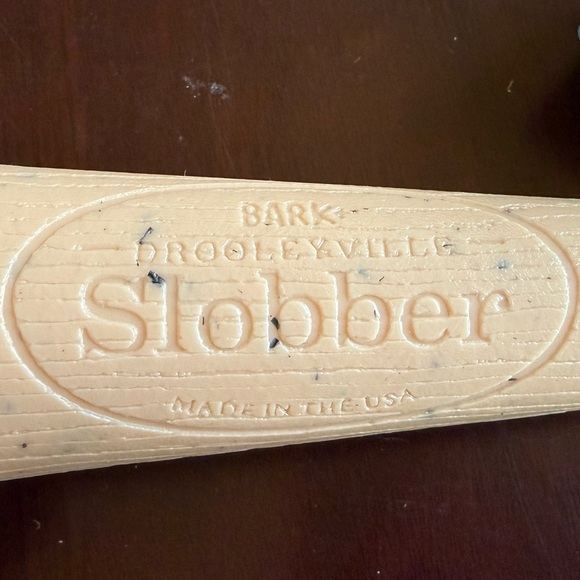 BARK
DROOLEYVILLE
Slobber
MADE IN THE USA